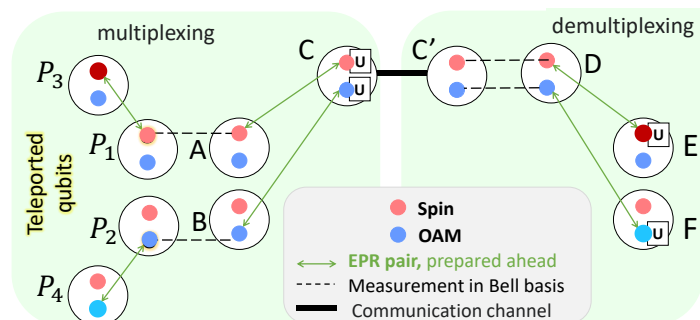 multiplexing
demultiplexing
C
C’
D
P3
U
U
P1
A
U
E
Teleported
qubits
P2
B
U
F
P4
Spin
OAM
EPR pair, prepared ahead
Measurement in Bell basis
Communication channel